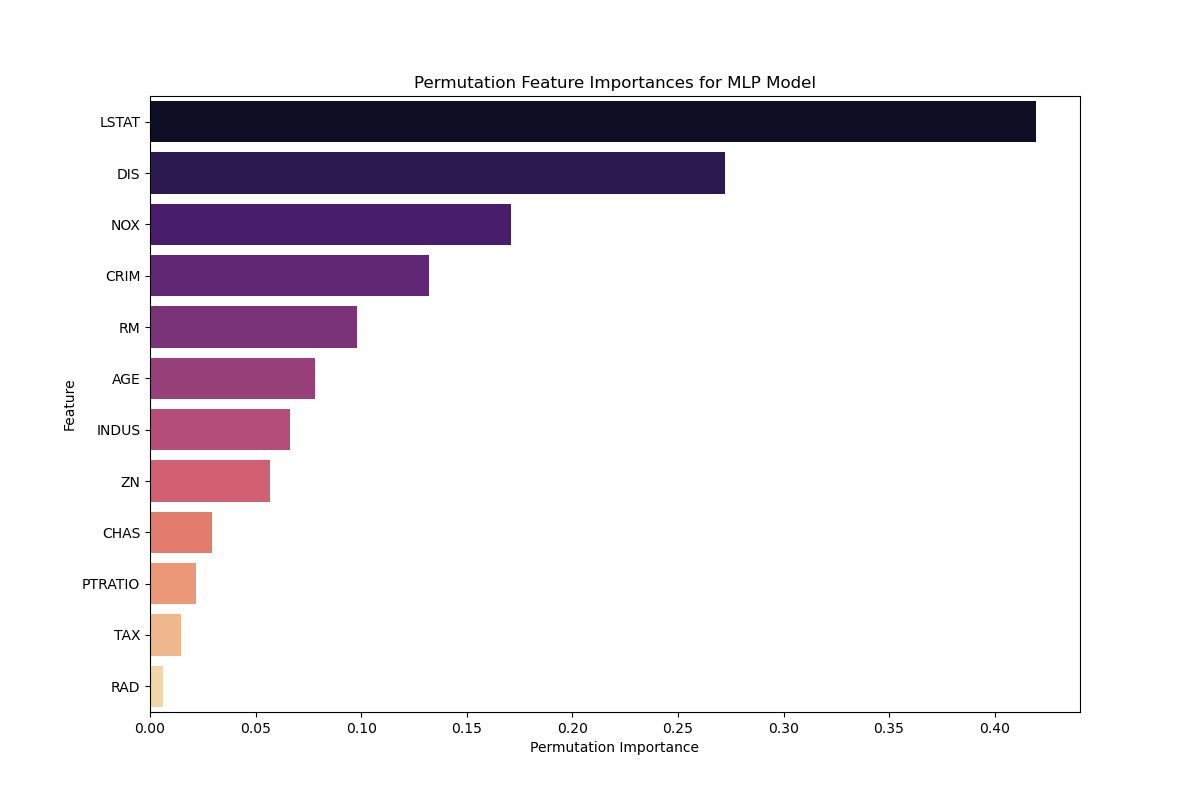 Permutation Feature Importances for MLP Model
LSTAT
DIS
NOX
CRIM
RM
AGE
INDUS
ZN
CHAS
PTRATIO
TAX
RAD
Feature
0.00 0.05 0.10 0.15 0.20 0.25 0.30 0.35 0.40
Permutation Importance